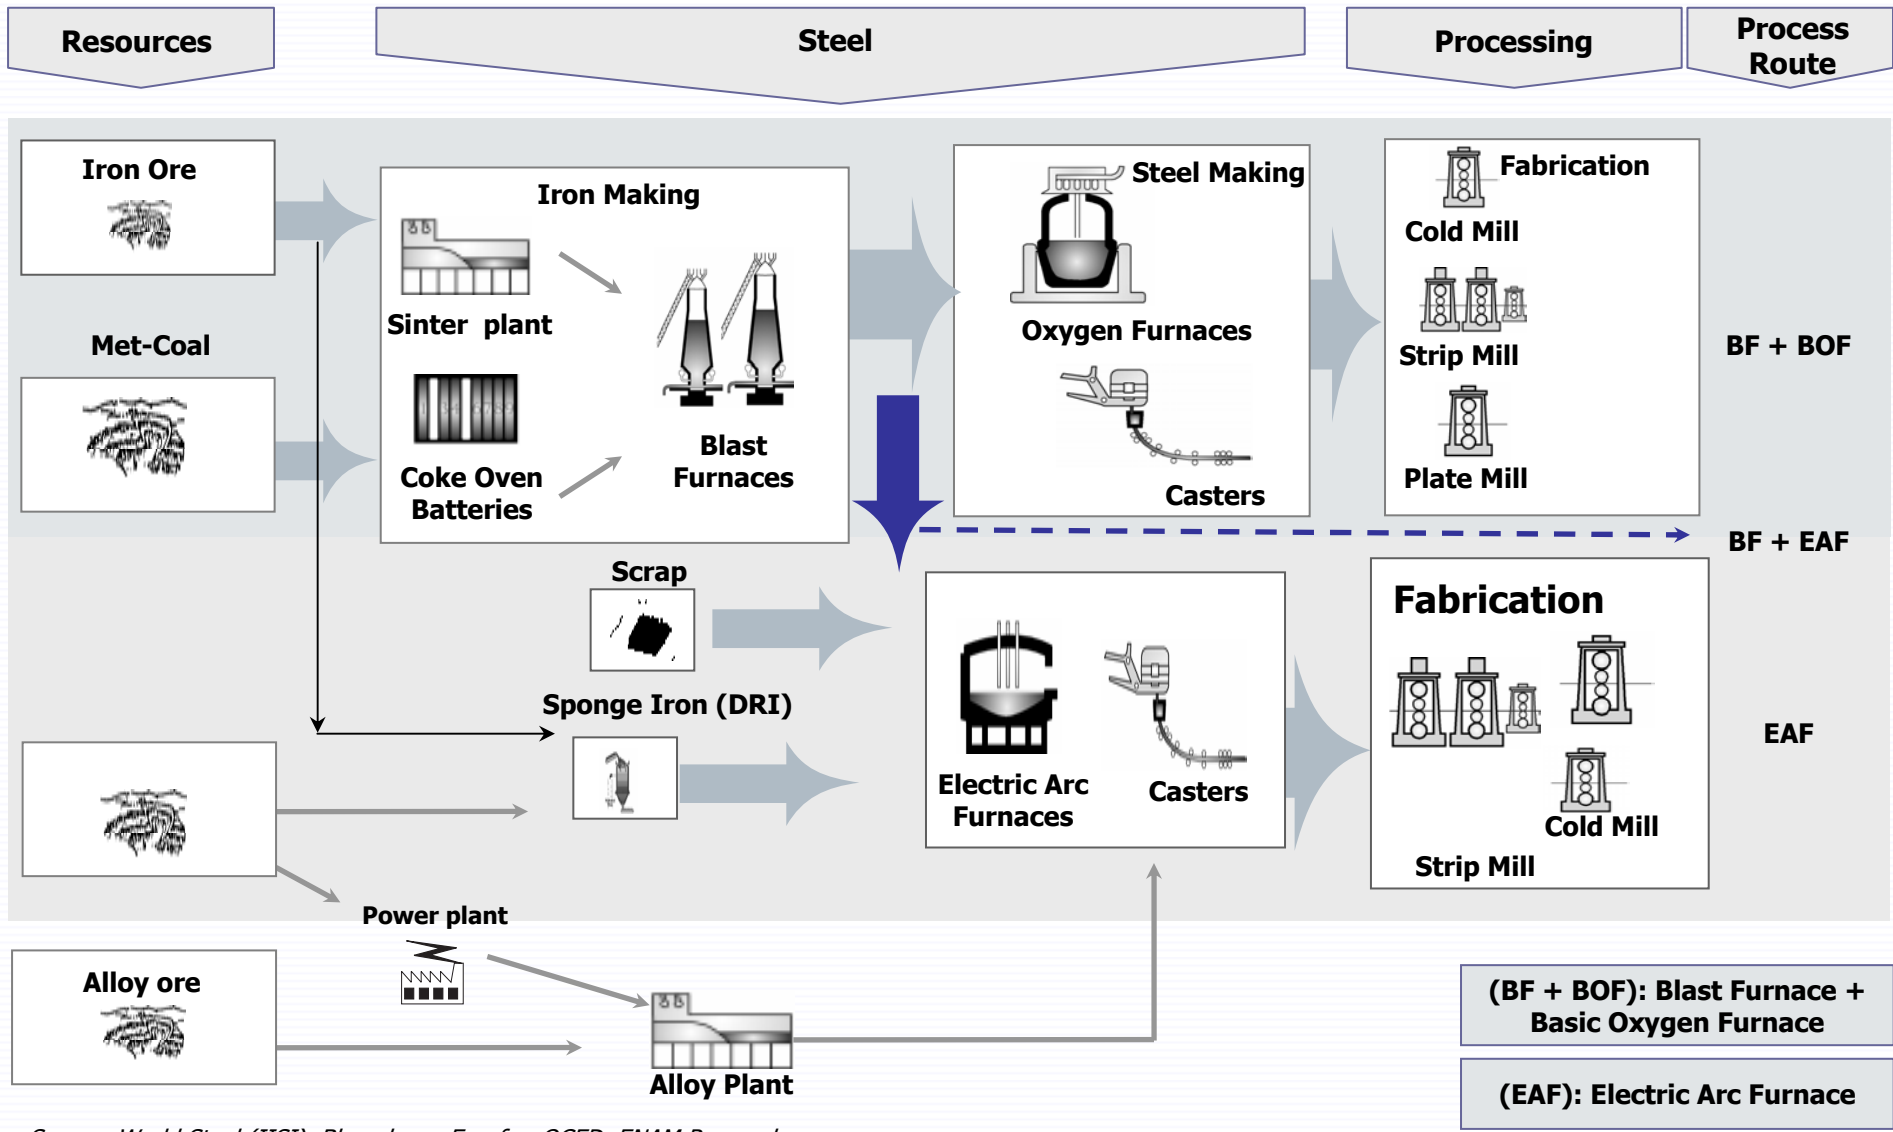 Resources
Steel
Processing
Process
Route
Iron Ore
Iron Making
Steel Making
Fabrication
Cold Mill
Sinter plant
Oxygen Furnaces
Met-Coal
Strip Mill
BF + BOF
Blast
Furnaces
Coke Oven
Batteries
Casters
Plate Mill
BF + EAF
Scrap
Fabrication
Sponge Iron (DRI)
EAF
Electric Arc
Furnaces
Casters
Cold Mill
Strip Mill
Power plant
Alloy ore
Alloy Plant
(BF + BOF): Blast Furnace +
Basic Oxygen Furnace
(EAF): Electric Arc Furnace